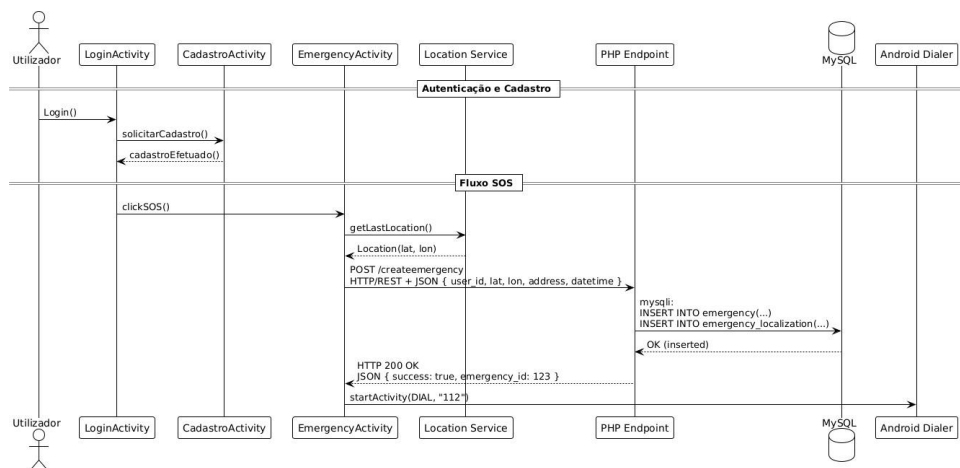 Utilizador
LoginActivity
CadastroActivity
EmergencyActivity
Location Service
PHP Endpoint
MySQL
Android Dialer
Autenticação e Cadastro
Login()
solicitarCadastro()
cadastroEfetuado()
Fluxo SOS
clickSOS()
getLastLocation()
Location(lat, lon)
POST /createemergency
HTTP/REST + JSON { user_id, lat, lon, address, datetime }
mysqli:
INSERT INTO emergency(...)
INSERT INTO emergency_localization(...)
OK (inserted)
HTTP 200 OK
JSON { success: true, emergency_id: 123 }
startActivity(DIAL, "112")
Utilizador
LoginActivity
CadastroActivity
EmergencyActivity
Location Service
PHP Endpoint
MySQL
Android Dialer